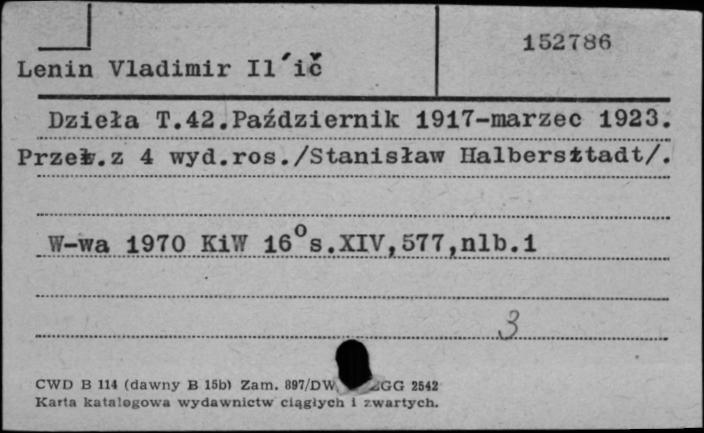 152786
Lenin Vladimir Il´ič
Dzieła T.42.Październik 1917-marzec 1923.
Przeł.z 4 wyd.ros./Stanisław Halbersztadt/.
W-wa 1970 KiW 16° s.XIV,577,nlb.1
3
CWD B 114 (dawny B 15b) Zam. 897/DW GG 2542
Karta katalogowa wydawnictw ciągłych i zwartych.